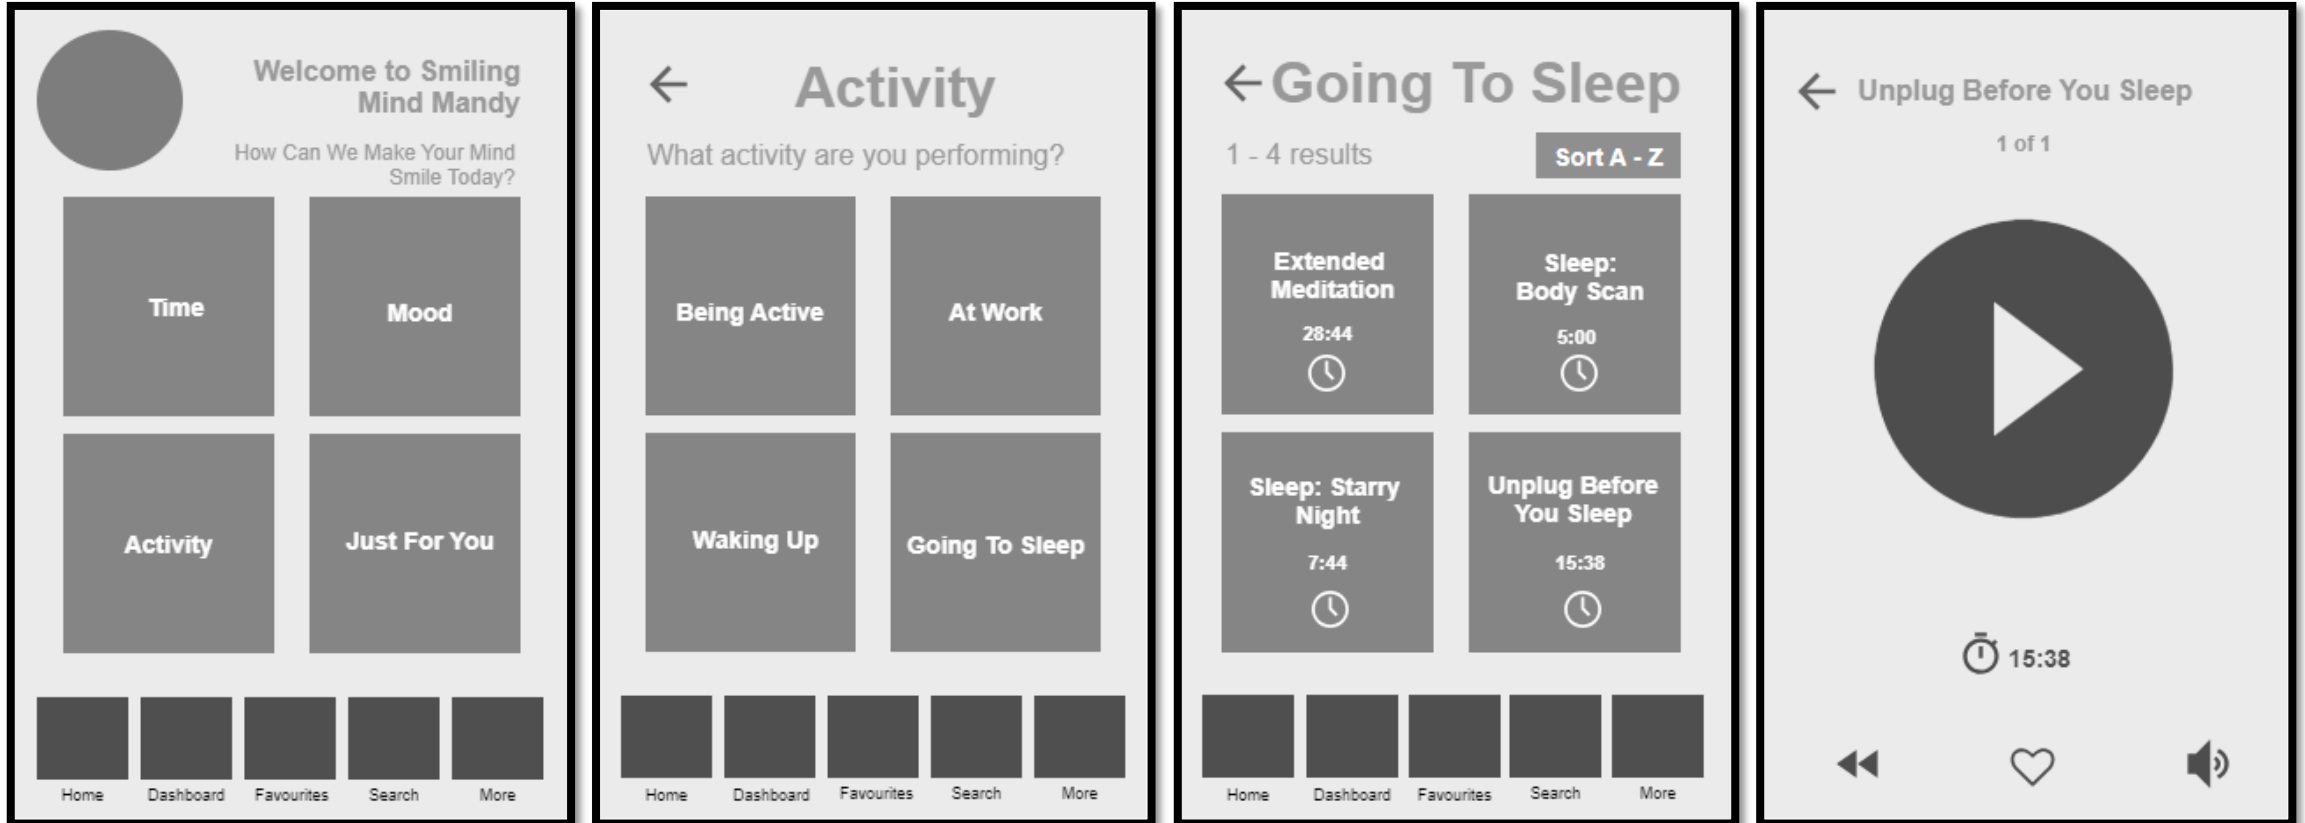 Welcome to Smiling
Mind Mandy
How Can We Make Your Mind
Smile Today?
Time
Mood
Activity
Just For You
Home
Dashboard
Favourites
Search
More
Activity
What activity are you performing?
Being Active
At Work
Waking Up
Going To Sleep
Home
Dashboard
Favourites
Search
More
Going To Sleep
1 - 4 results
Sort A - Z
Extended
Meditation
28:44
Sleep:
Body Scan
5:00
Sleep: Starry
Night
7:44
Unplug Before
You Sleep
15:38
Home
Dashboard
Favourites
Search
More
Unplug Before You Sleep
1 of 1
15:38